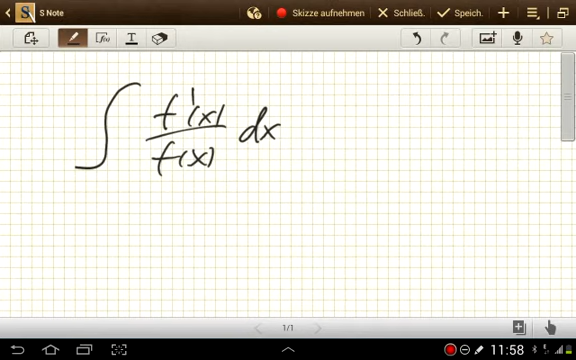 S Note
Skizze aufnehmen
Schließ.
Speich.
f(x)
T
∫ f'(x)/f(x) dx
1/1
11:58